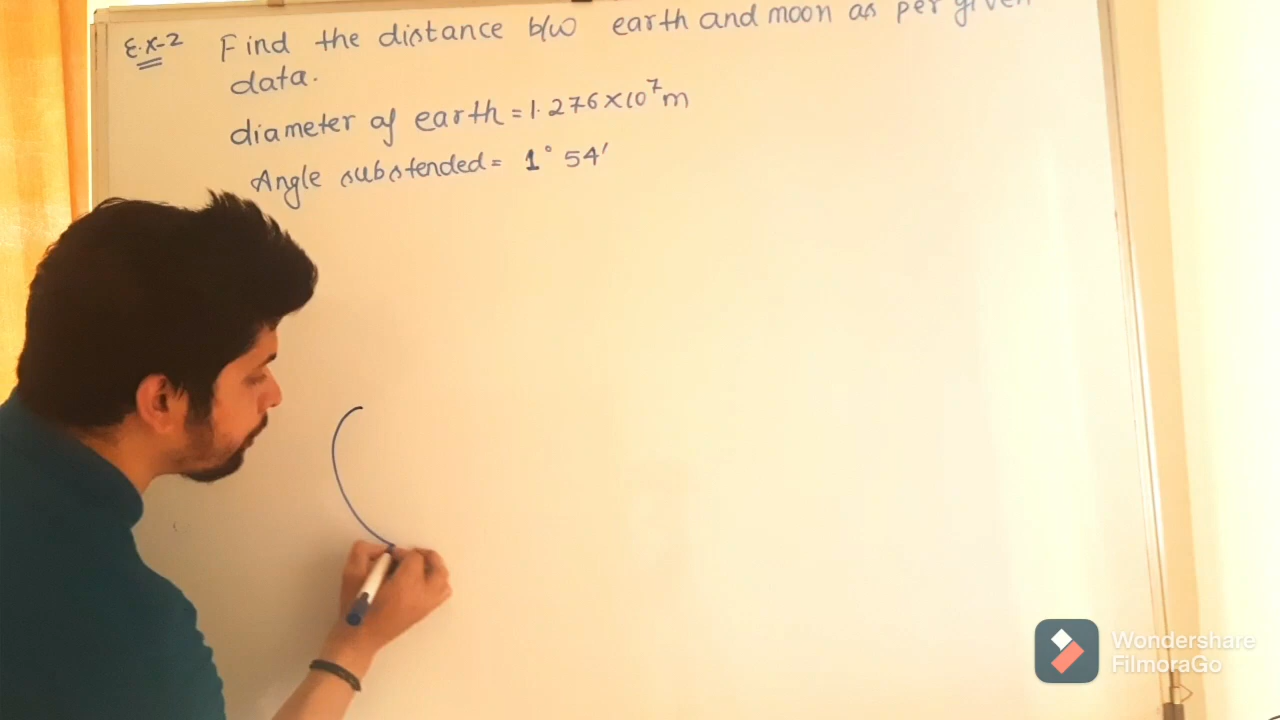 E.X-2 Find the distance b/w earth and moon as per given
data.
diameter of earth = 1.276×10⁷m
Angle substended = 1° 54′
Wondershare
FilmoraGo